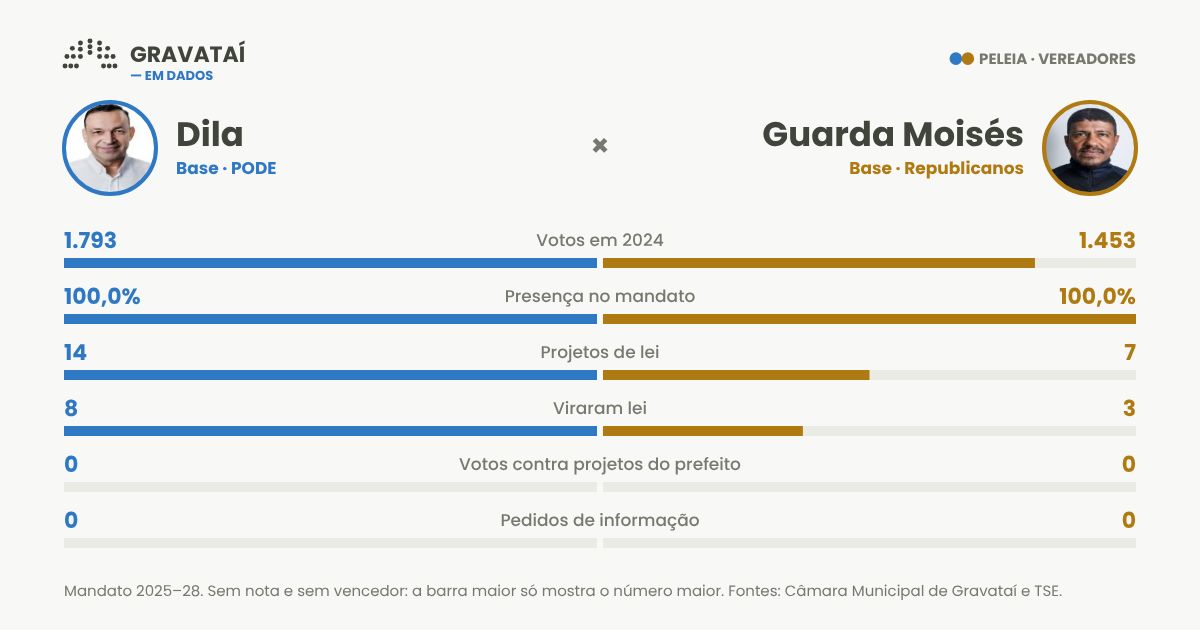 GRAVATAÍ
— EM DADOS
PELEIA · VEREADORES
Dila
Base · PODE
×
Guarda Moisés
Base · Republicanos
1.793 Votos em 2024 1.453
100,0% Presença no mandato 100,0%
14 Projetos de lei 7
8 Viraram lei 3
0 Votos contra projetos do prefeito 0
0 Pedidos de informação 0
Mandato 2025–28. Sem nota e sem vencedor: a barra maior só mostra o número maior. Fontes: Câmara Municipal de Gravataí e TSE.